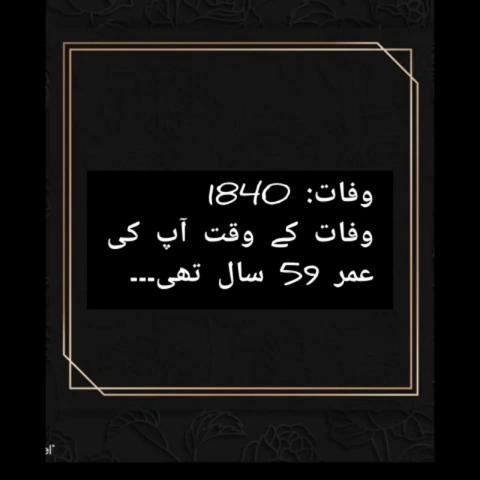 وفات: 1840
وفات کے وقت آپ کی
عمر 59 سال تھی...